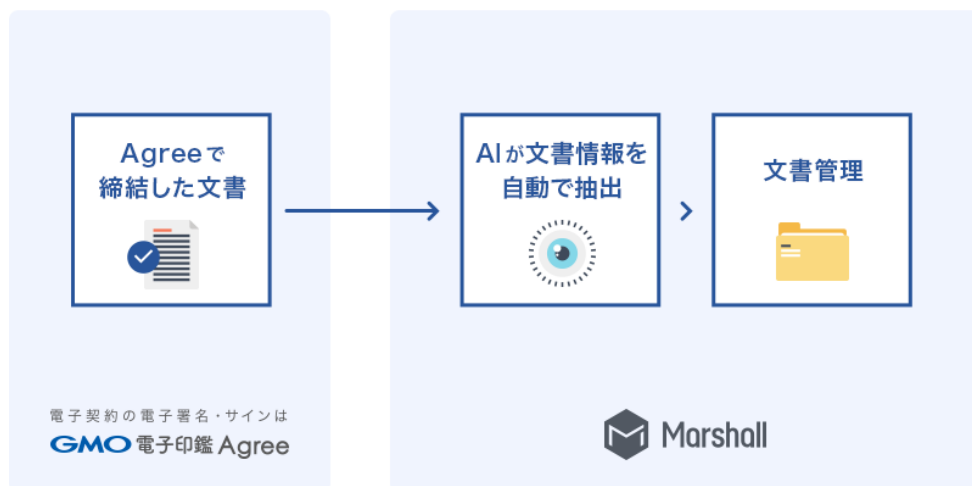 Agreeで
締結した文書
AIが文書情報を
自動で抽出
文書管理
電子契約の電子署名・サインは
GMO 電子印鑑 Agree
Marshall